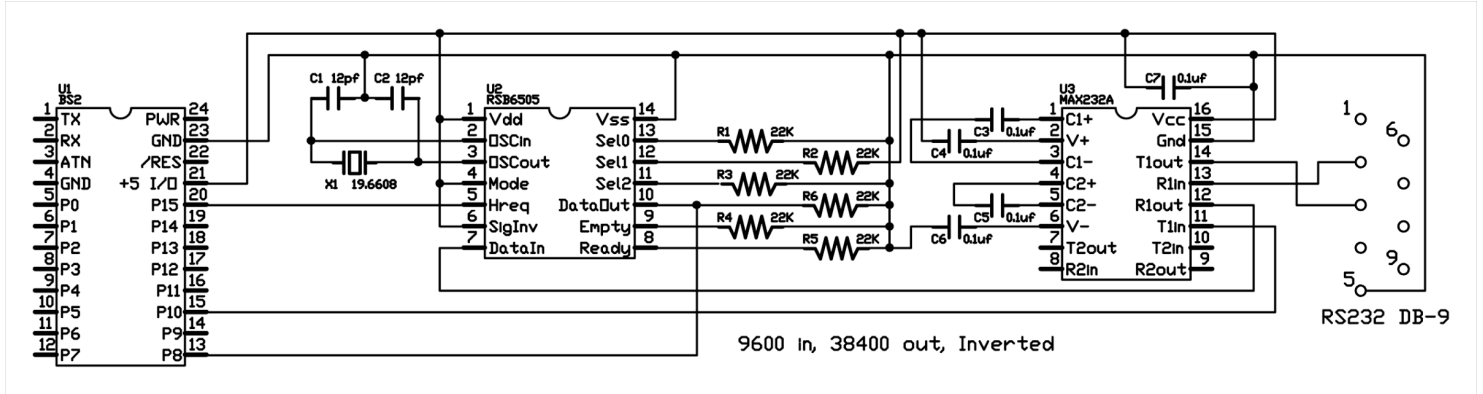 U1
BS2
1 TX PWR 24
2 RX GND 23
3 ATN /RES 22
4 GND +5 I/O 21
5 P0 P15 20
6 P1 P14 19
7 P2 P13 18
8 P3 P12 17
9 P4 P11 16
10 P5 P10 15
11 P6 P9 14
12 P7 P8 13
C1 12pf C2 12pf
X1 19.6608
U2
RSB6505
1 Vdd Vss 14
2 OSCin Sel0 13
3 OSCout Sel1 12
4 Mode Sel2 11
5 Hreq DataOut 10
6 SigInv Empty 9
7 DataIn Ready 8
R1 22K
R2 22K
R3 22K
R6 22K
R4 22K
R5 22K
C3 0.1uf
C4 0.1uf
C5 0.1uf
C6 0.1uf
C7 0.1uf
U3
MAX232A
1 C1+ Vcc 16
2 V+ Gnd 15
3 C1- T1out 14
4 C2+ R1in 13
5 C2- R1out 12
6 V- T1in 11
7 T2out T2in 10
8 R2in R2out 9
1
6
9
5
RS232 DB-9
9600 in, 38400 out, Inverted